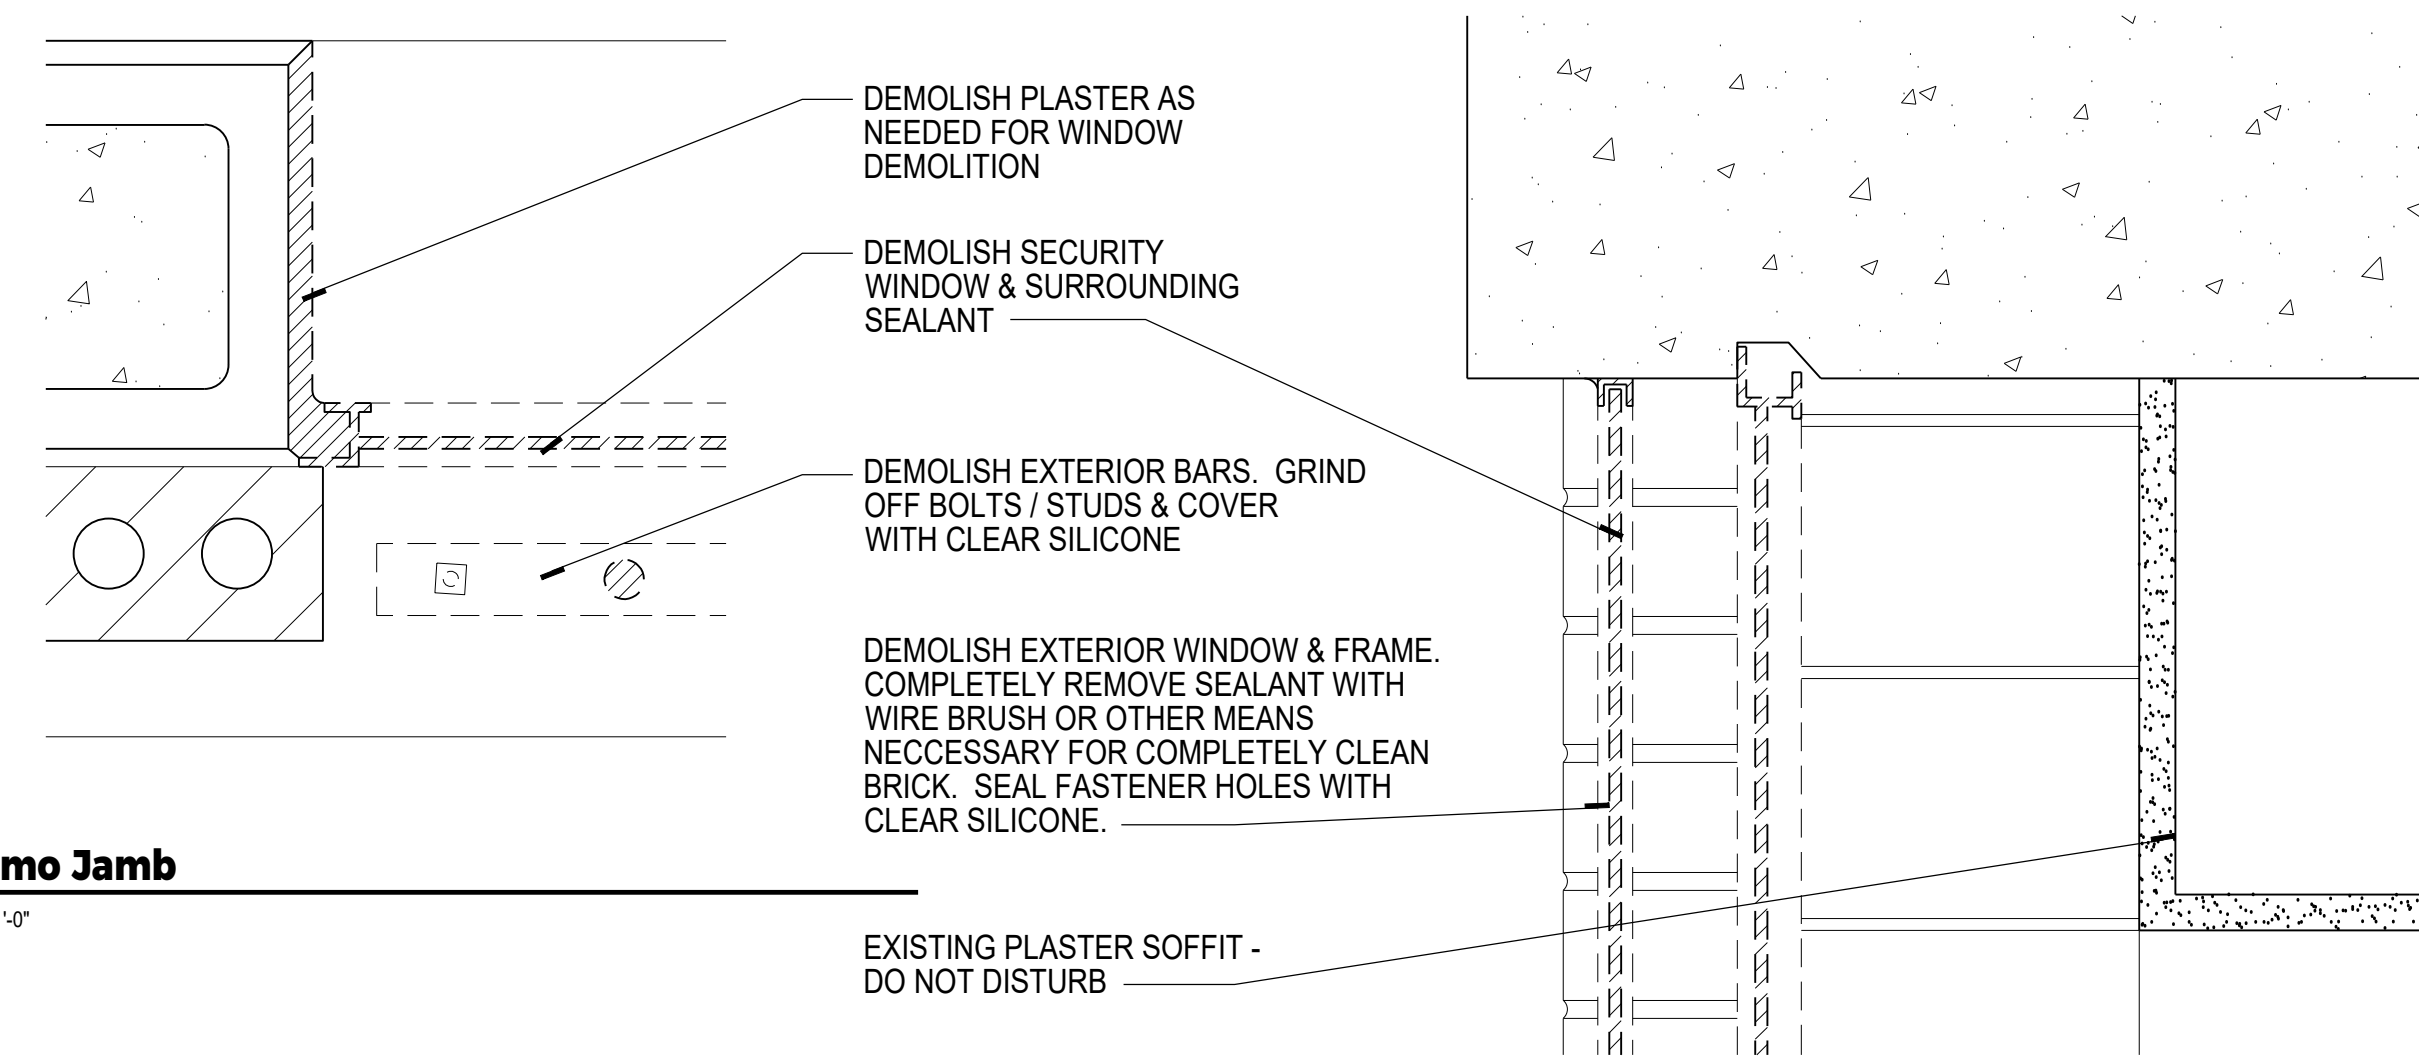 DEMOLISH PLASTER AS
NEEDED FOR WINDOW
DEMOLITION
DEMOLISH SECURITY
WINDOW & SURROUNDING
SEALANT
DEMOLISH EXTERIOR BARS. GRIND
OFF BOLTS / STUDS & COVER
WITH CLEAR SILICONE
DEMOLISH EXTERIOR WINDOW & FRAME.
COMPLETELY REMOVE SEALANT WITH
WIRE BRUSH OR OTHER MEANS
NECCESSARY FOR COMPLETELY CLEAN
BRICK. SEAL FASTENER HOLES WITH
CLEAR SILICONE.
mo Jamb
'-0"
EXISTING PLASTER SOFFIT -
DO NOT DISTURB